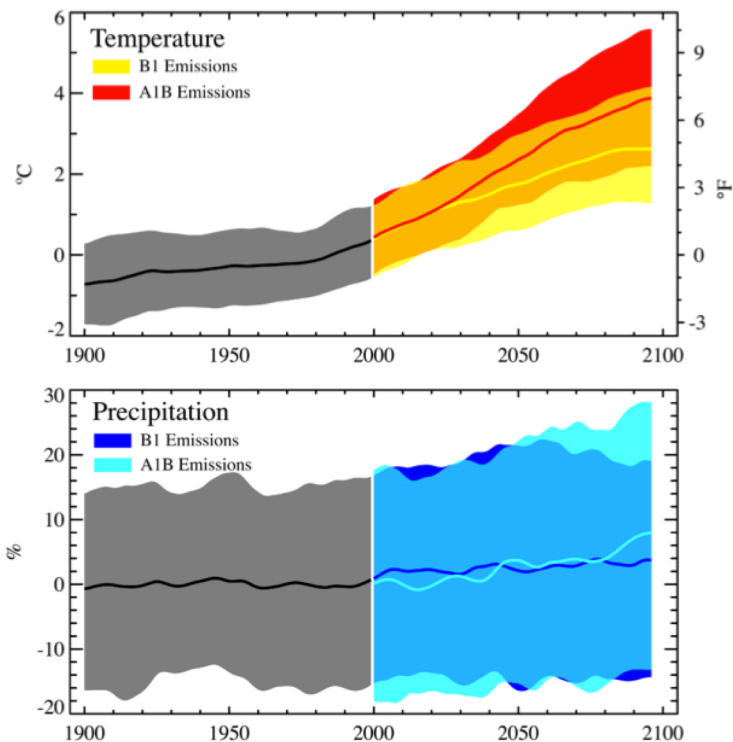 Temperature
B1 Emissions
A1B Emissions
6
4
2
0
-2
°C
9
6
3
0
-3
°F
1900 1950 2000 2050 2100
Precipitation
B1 Emissions
A1B Emissions
30
20
10
0
-10
-20
%
1900 1950 2000 2050 2100